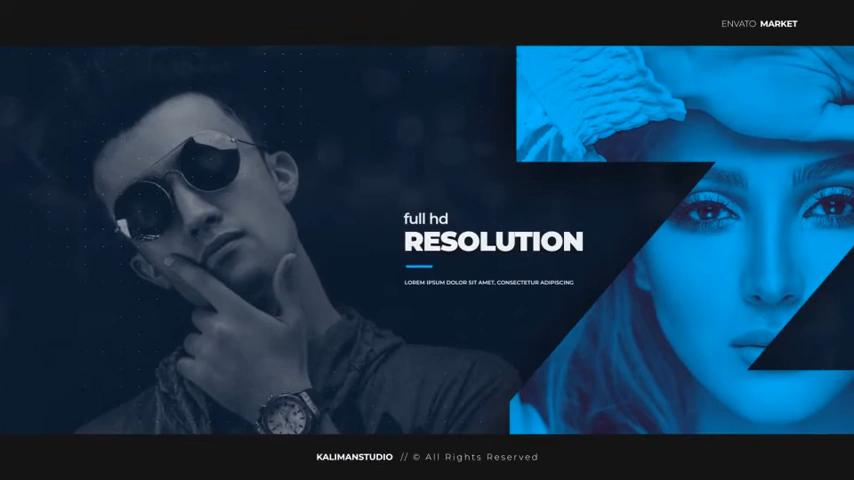 ENVATO MARKET
full hd
RESOLUTION
LOREM IPSUM DOLOR SIT AMET, CONSECTETUR ADIPISCING
KALIMANSTUDIO // © All Rights Reserved